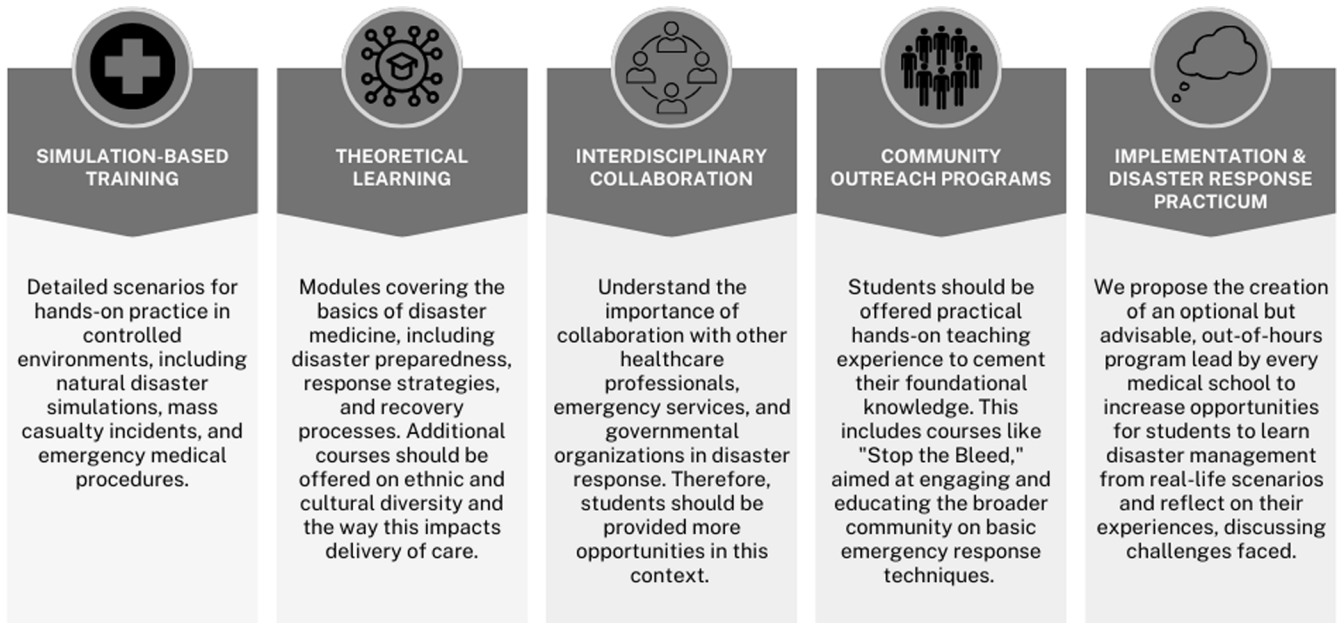 SIMULATION-BASED
TRAINING
Detailed scenarios for
hands-on practice in
controlled
environments, including
natural disaster
simulations, mass
casualty incidents, and
emergency medical
procedures.
THEORETICAL
LEARNING
Modules covering the
basics of disaster
medicine, including
disaster preparedness,
response strategies,
and recovery
processes. Additional
courses should be
offered on ethnic and
cultural diversity and
the way this impacts
delivery of care.
INTERDISCIPLINARY
COLLABORATION
Understand the
importance of
collaboration with other
healthcare
professionals,
emergency services, and
governmental
organizations in disaster
response. Therefore,
students should be
provided more
opportunities in this
context.
COMMUNITY
OUTREACH PROGRAMS
Students should be
offered practical
hands-on teaching
experience to cement
their foundational
knowledge. This
includes courses like
"Stop the Bleed,"
aimed at engaging and
educating the broader
community on basic
emergency response
techniques.
IMPLEMENTATION &
DISASTER RESPONSE
PRACTICUM
We propose the creation
of an optional but
advisable, out-of-hours
program lead by every
medical school to
increase opportunities
for students to learn
disaster management
from real-life scenarios
and reflect on their
experiences, discussing
challenges faced.